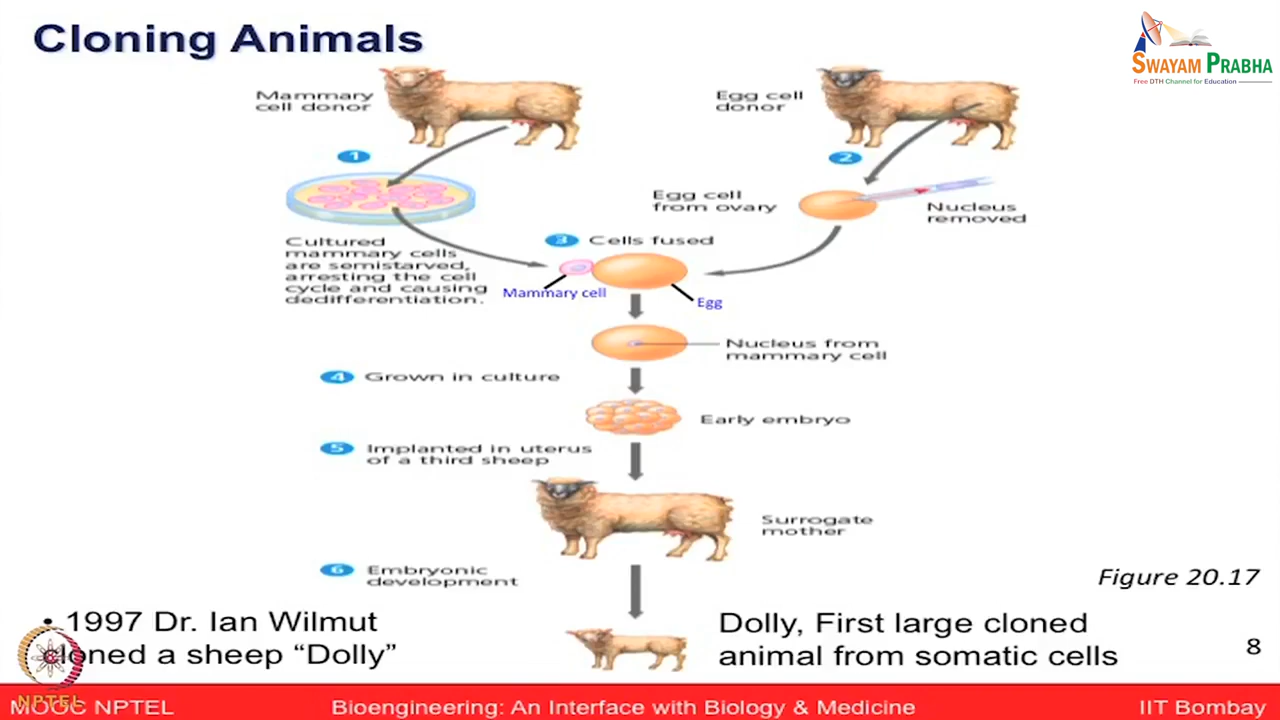 Cloning Animals
SWAYAM PRABHA
Free DTH Channel for Education
Mammary
cell donor
Egg cell
donor
1
2
Egg cell
from ovary
Nucleus
removed
Cultured
mammary cells
are semistarved,
arresting the cell
cycle and causing
dedifferentiation.
3 Cells fused
Mammary cell
Egg
Nucleus from
mammary cell
4 Grown in culture
Early embryo
5 Implanted in uterus
of a third sheep
Surrogate
mother
6 Embryonic
development
Figure 20.17
• 1997 Dr. Ian Wilmut
cloned a sheep “Dolly”
Dolly, First large cloned
animal from somatic cells
8
NPTEL
MOOC NPTEL
Bioengineering: An Interface with Biology & Medicine
IIT Bombay